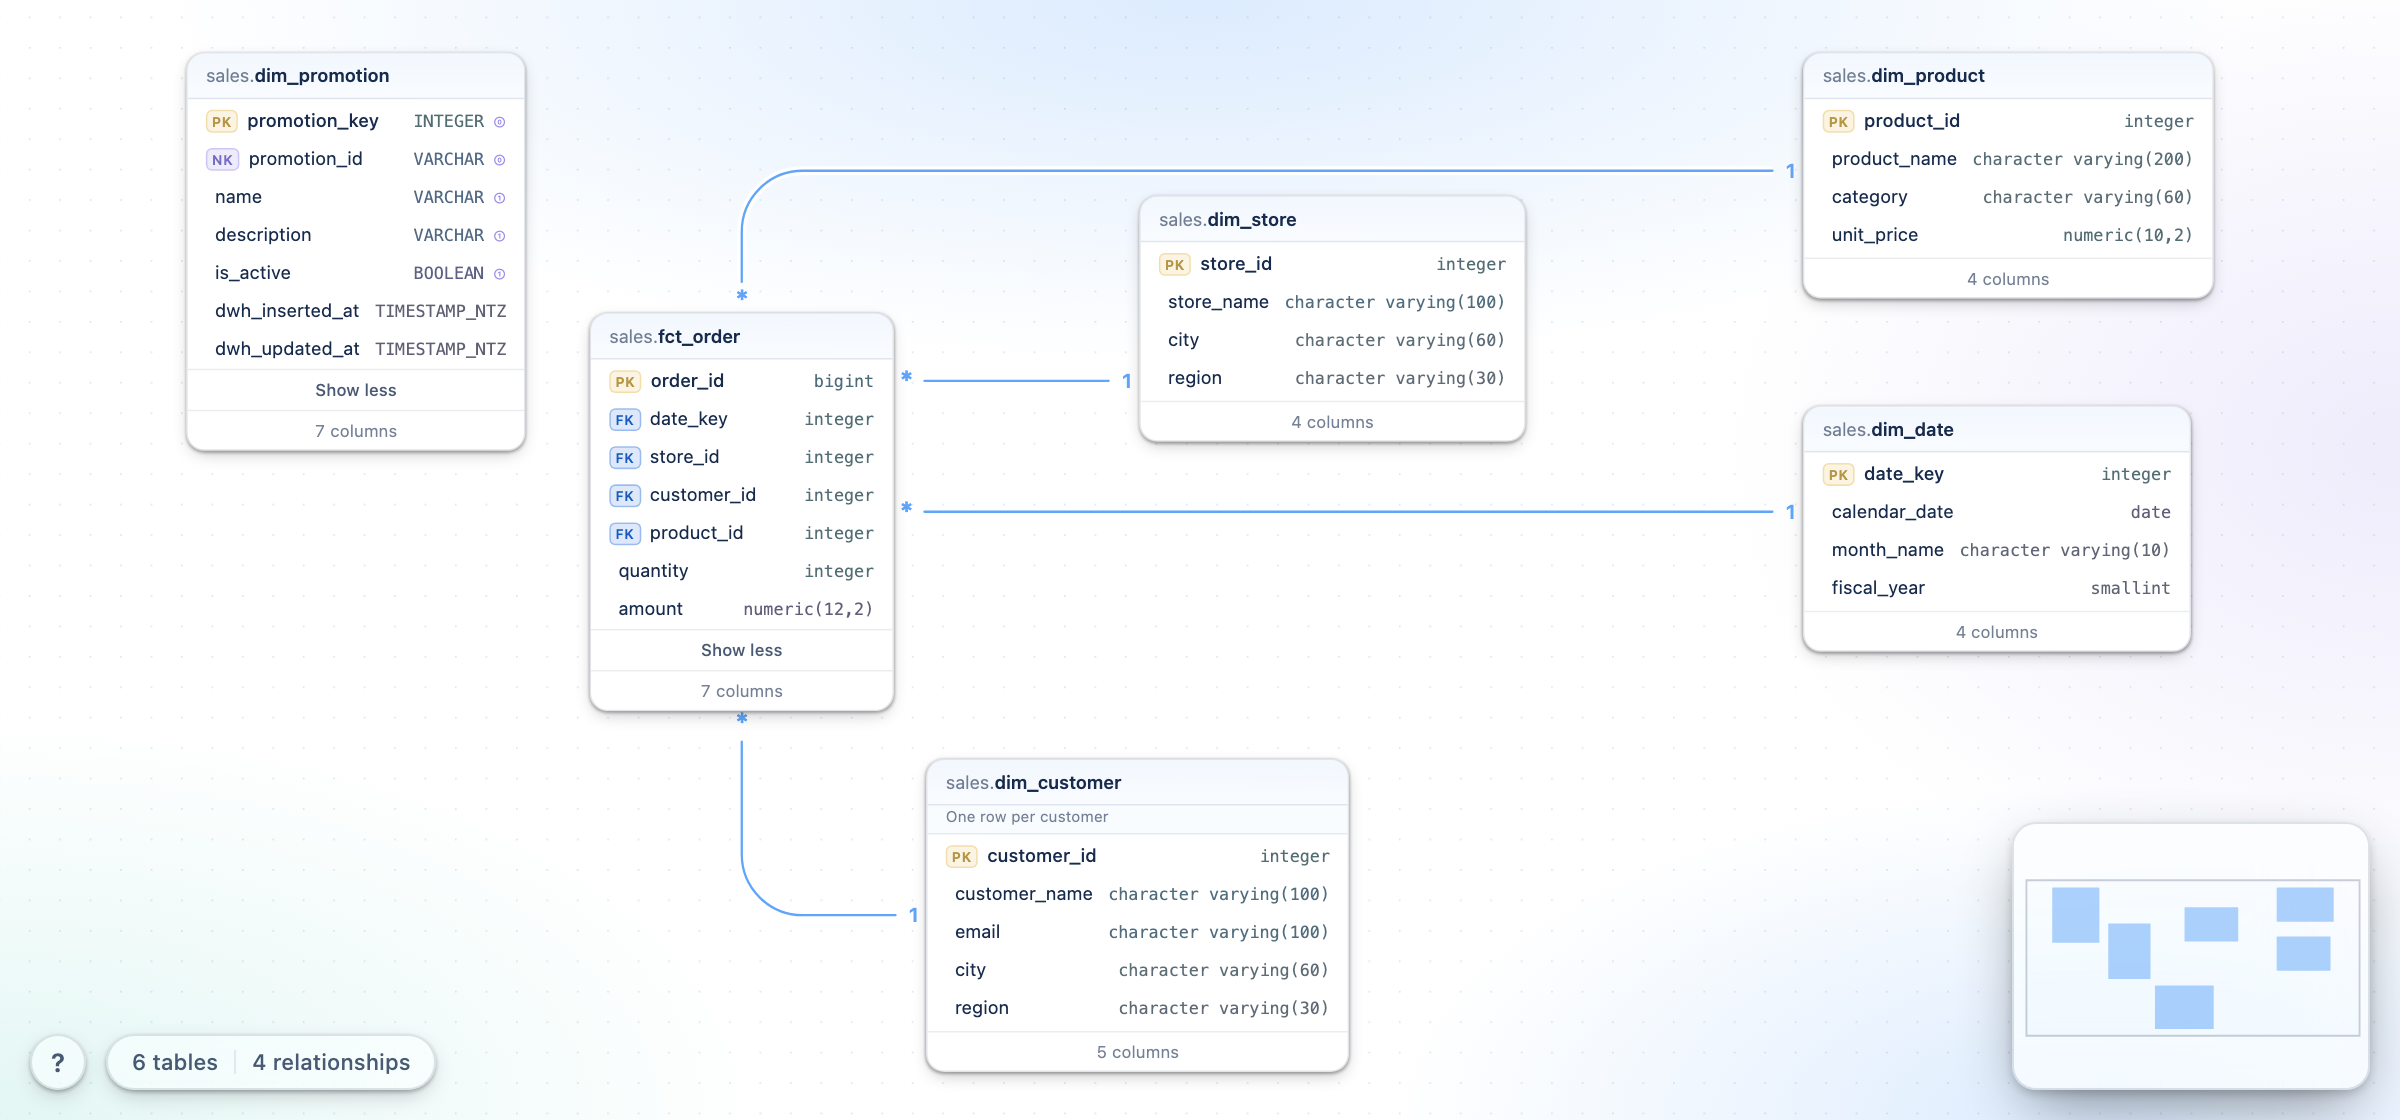 sales.dim_promotion
PK promotion_key INTEGER
NK promotion_id VARCHAR
name VARCHAR
description VARCHAR
is_active BOOLEAN
dwh_inserted_at TIMESTAMP_NTZ
dwh_updated_at TIMESTAMP_NTZ
Show less
7 columns
sales.fct_order
PK order_id bigint
FK date_key integer
FK store_id integer
FK customer_id integer
FK product_id integer
quantity integer
amount numeric(12,2)
Show less
7 columns
* 1
* 1
* 1
* 1
sales.dim_store
PK store_id integer
store_name character varying(100)
city character varying(60)
region character varying(30)
4 columns
sales.dim_product
PK product_id integer
product_name character varying(200)
category character varying(60)
unit_price numeric(10,2)
4 columns
sales.dim_date
PK date_key integer
calendar_date date
month_name character varying(10)
fiscal_year smallint
4 columns
sales.dim_customer
One row per customer
PK customer_id integer
customer_name character varying(100)
email character varying(100)
city character varying(60)
region character varying(30)
5 columns
? 6 tables 4 relationships